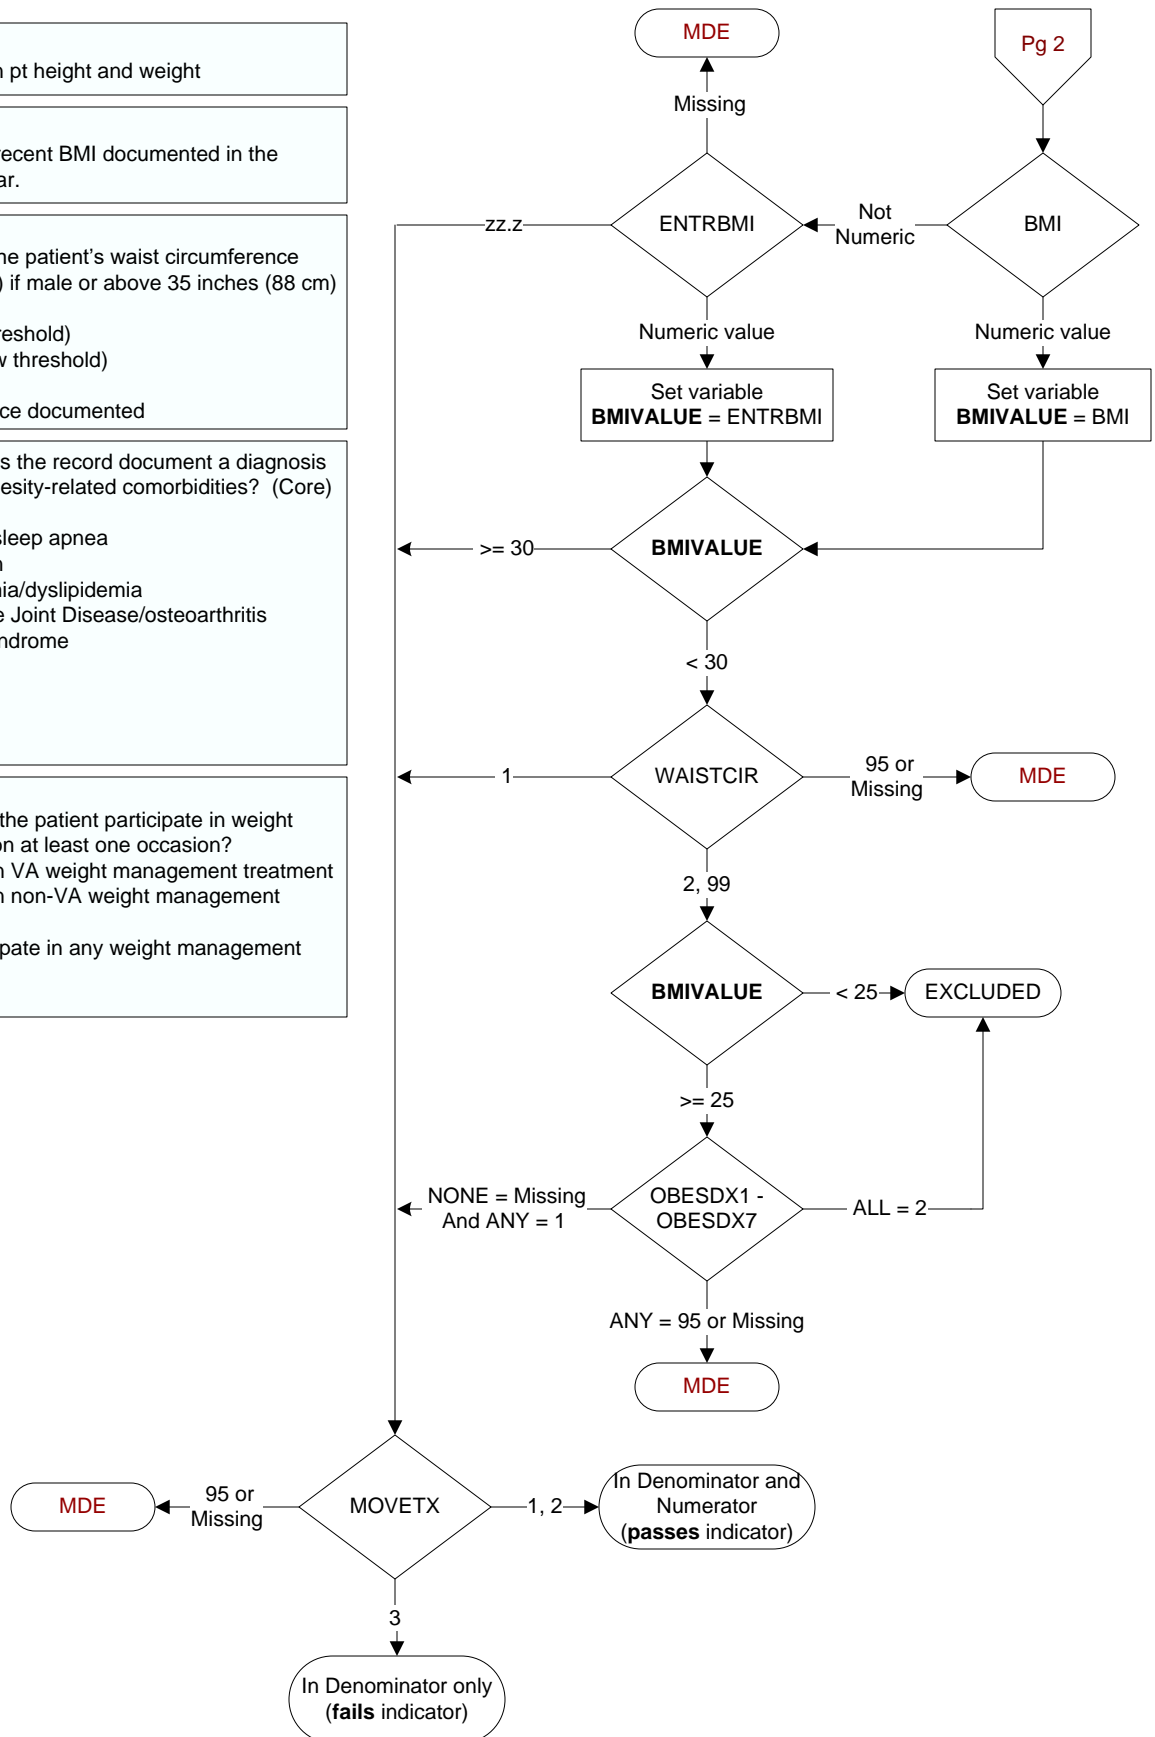 n pt height and weight
recent BMI documented in the
ar.
he patient's waist circumference
) if male or above 35 inches (88 cm)
reshold)
w threshold)
ce documented
s the record document a diagnosis
esity-related comorbidities?  (Core)
sleep apnea
n
nia/dyslipidemia
e Joint Disease/osteoarthritis
ndrome
the patient participate in weight
on at least one occasion?
n VA weight management treatment
n non-VA weight management
ipate in any weight management
MDE
Pg 2
Missing
ENTRBMI
Not
Numeric
BMI
zz.z
Numeric value
Numeric value
Set variable
BMIVALUE = ENTRBMI
Set variable
BMIVALUE = BMI
>= 30
BMIVALUE
< 30
1
WAISTCIR
95 or
Missing
MDE
2, 99
BMIVALUE
< 25
EXCLUDED
>= 25
NONE = Missing
And ANY = 1
OBESDX1 -
OBESDX7
ALL = 2
ANY = 95 or Missing
MDE
MDE
95 or
Missing
MOVETX
1, 2
In Denominator and
Numerator
(passes indicator)
3
In Denominator only
(fails indicator)